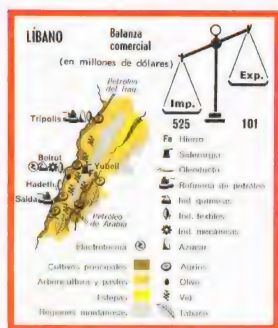 LÍBANO
Balanza
comercial
(en millones de dólares)
Petróleo
del Iraq
Exp.
Imp.
525
101
Trípolis
Beirut
Yubeil
Hadeth
Saida
Petróleo
de Arabia
Fe Hierro
Siderurgia
Oleoducto
Refinería de petróleo
Ind. químicas
Ind. textiles
Ind. mecánicas
Azúcar
Agrios
Olivo
Vid
Tabaco
Electrotecnia
Cultivos principales
Arboricultura y pastos
Estepas
Regiones montañosas